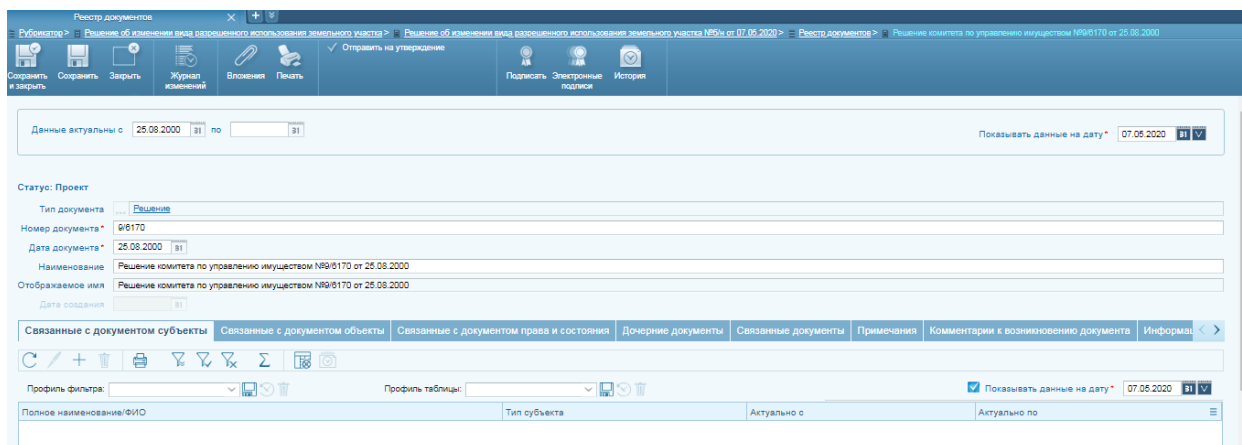 Реестр документов
Рубрикатор > Решение об изменении вида разрешенного использования земельного участка > Решение об изменении вида разрешенного использования земельного участка №б/н от 07.05.2020 > Реестр документов > Решение комитета по управлению имуществом №9/6170 от 25.08.2000
Сохранить и закрыть Сохранить Закрыть Журнал изменений Вложения Печать Отправить на утверждение Подписать Электронные подписи История
Данные актуальны с 25.08.2000 31 по 31 Показывать данные на дату* 07.05.2020 31
Статус: Проект
Тип документа ... Решение
Номер документа* 9/6170
Дата документа* 25.08.2000 31
Наименование Решение комитета по управлению имуществом №9/6170 от 25.08.2000
Отображаемое имя Решение комитета по управлению имуществом №9/6170 от 25.08.2000
Дата создания 31
Связанные с документом субъекты Связанные с документом объекты Связанные с документом права и состояния Дочерние документы Связанные документы Примечания Комментарии к возникновению документа Информац
Профиль фильтра: Профиль таблицы: Показывать данные на дату* 07.05.2020 31
Полное наименование/ФИО Тип субъекта Актуально с Актуально по